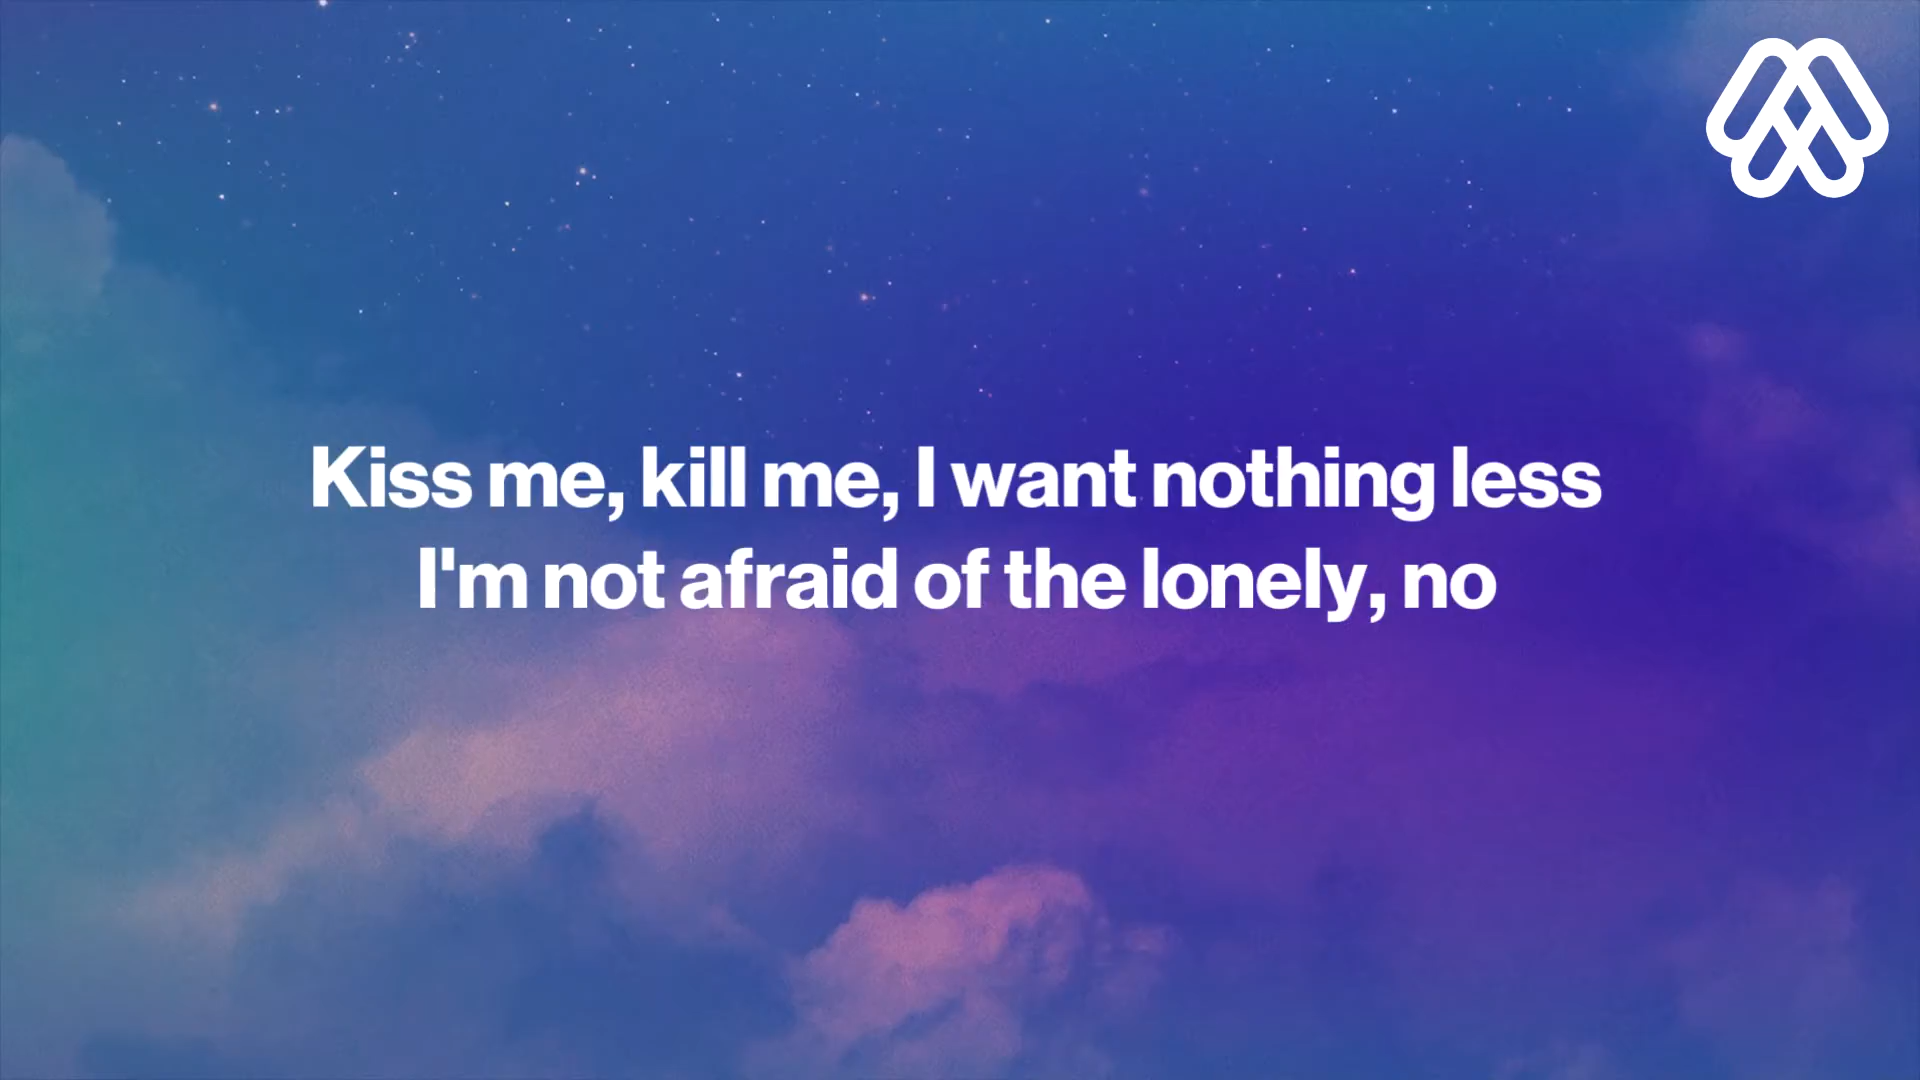 Kiss me, kill me, I want nothing less
I'm not afraid of the lonely, no